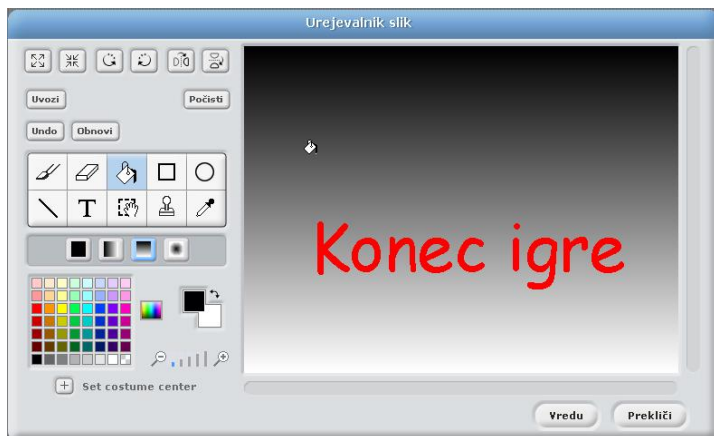 Urejevalnik slik
Uvozi
Počisti
Undo
Obnovi
T
Konec igre
Set costume center
Vredu
Prekliči